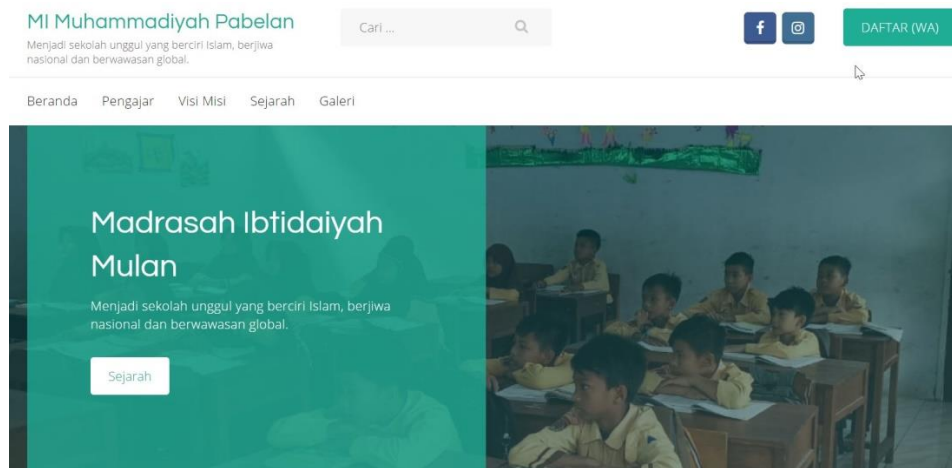 MI Muhammadiyah Pabelan
Menjadi sekolah unggul yang berciri Islam, berjiwa
nasional dan berwawasan global.
Cari ...
f
DAFTAR (WA)
Beranda Pengajar Visi Misi Sejarah Galeri
Madrasah Ibtidaiyah
Mulan
Menjadi sekolah unggul yang berciri Islam, berjiwa
nasional dan berwawasan global.
Sejarah